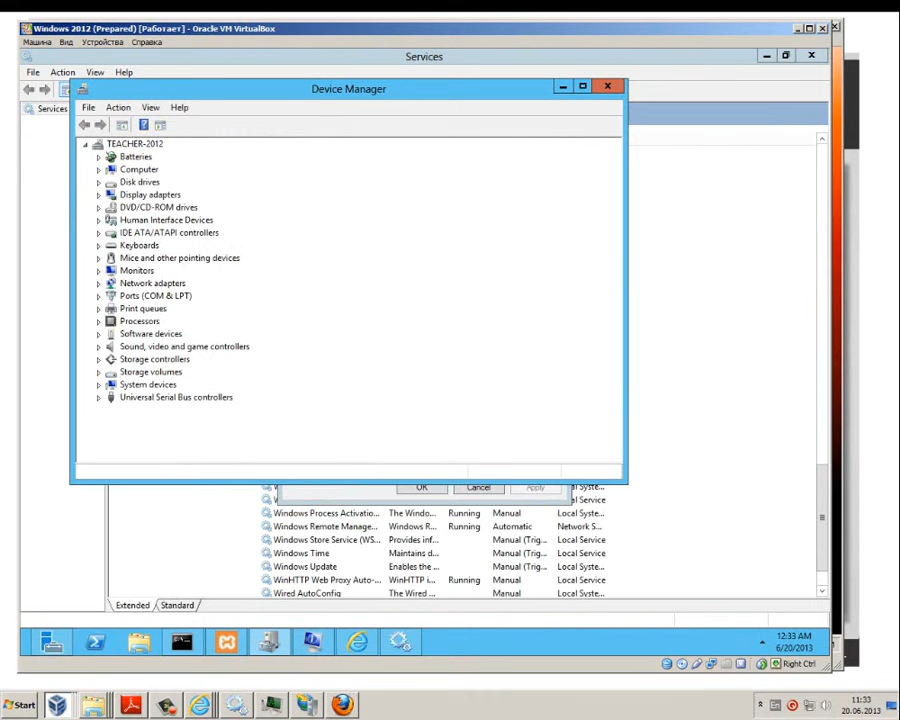 Windows 2012 (Prepared) [Работает] - Oracle VM VirtualBox
Машина Вид Устройства Справка
Services
File Action View Help
Services
Device Manager
File Action View Help
TEACHER-2012
Batteries
Computer
Disk drives
Display adapters
DVD/CD-ROM drives
Human Interface Devices
IDE ATA/ATAPI controllers
Keyboards
Mice and other pointing devices
Monitors
Network adapters
Ports (COM & LPT)
Print queues
Processors
Software devices
Sound, video and game controllers
Storage controllers
Storage volumes
System devices
Universal Serial Bus controllers
OK Cancel Apply
Local Service
Windows Process Activatio... The Windo... Running Manual Local Syste...
Windows Remote Manage... Windows R... Running Automatic Network S...
Windows Store Service (WS... Provides inf... Manual (Trig... Local Service
Windows Time Maintains d... Manual (Trig... Local Service
Windows Update Enables the ... Manual (Trig... Local Syste...
WinHTTP Web Proxy Auto-... WinHTTP i... Running Manual Local Service
Wired AutoConfig The Wired ... Manual Local Syste...
Extended Standard
12:33 AM
6/20/2013
Right Ctrl
Start
11:33
20.06.2013